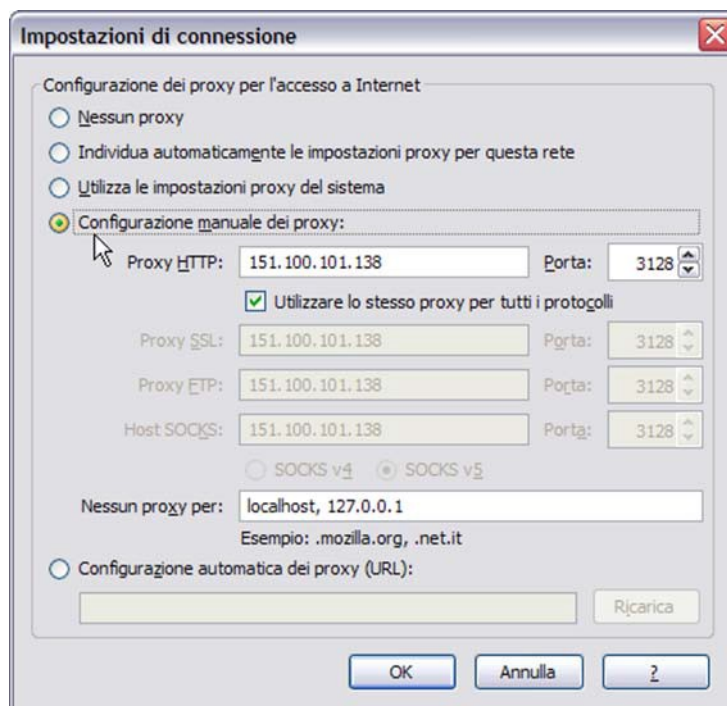 Impostazioni di connessione
Configurazione dei proxy per l'accesso a Internet
Nessun proxy
Individua automaticamente le impostazioni proxy per questa rete
Utilizza le impostazioni proxy del sistema
Configurazione manuale dei proxy:
Proxy HTTP: 151.100.101.138 Porta: 3128
Utilizzare lo stesso proxy per tutti i protocolli
Proxy SSL: 151.100.101.138 Porta: 3128
Proxy FTP: 151.100.101.138 Porta: 3128
Host SOCKS: 151.100.101.138 Porta: 3128
SOCKS v4 SOCKS v5
Nessun proxy per: localhost, 127.0.0.1
Esempio: .mozilla.org, .net.it
Configurazione automatica dei proxy (URL):
Ricarica
OK Annulla ?